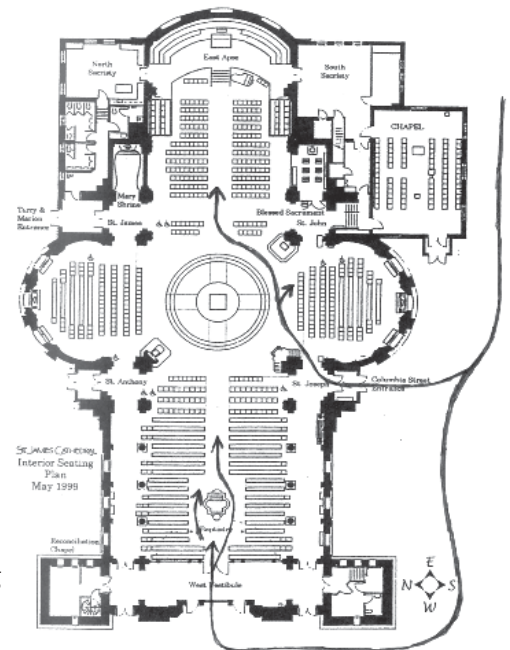 East Apse
North
Sacristy
South
Sacristy
CHAPEL
Mary
Shrine
Blessed Sacrament
Terry &
Marion
Entrance
St. James
St. John
St. Anthony
St. Joseph
Columbia Street
Entrance
ST. JAMES CATHEDRAL
Interior Seating
Plan
May 1999
Baptistry
Reconciliation
Chapel
West Vestibule
E
N S
W